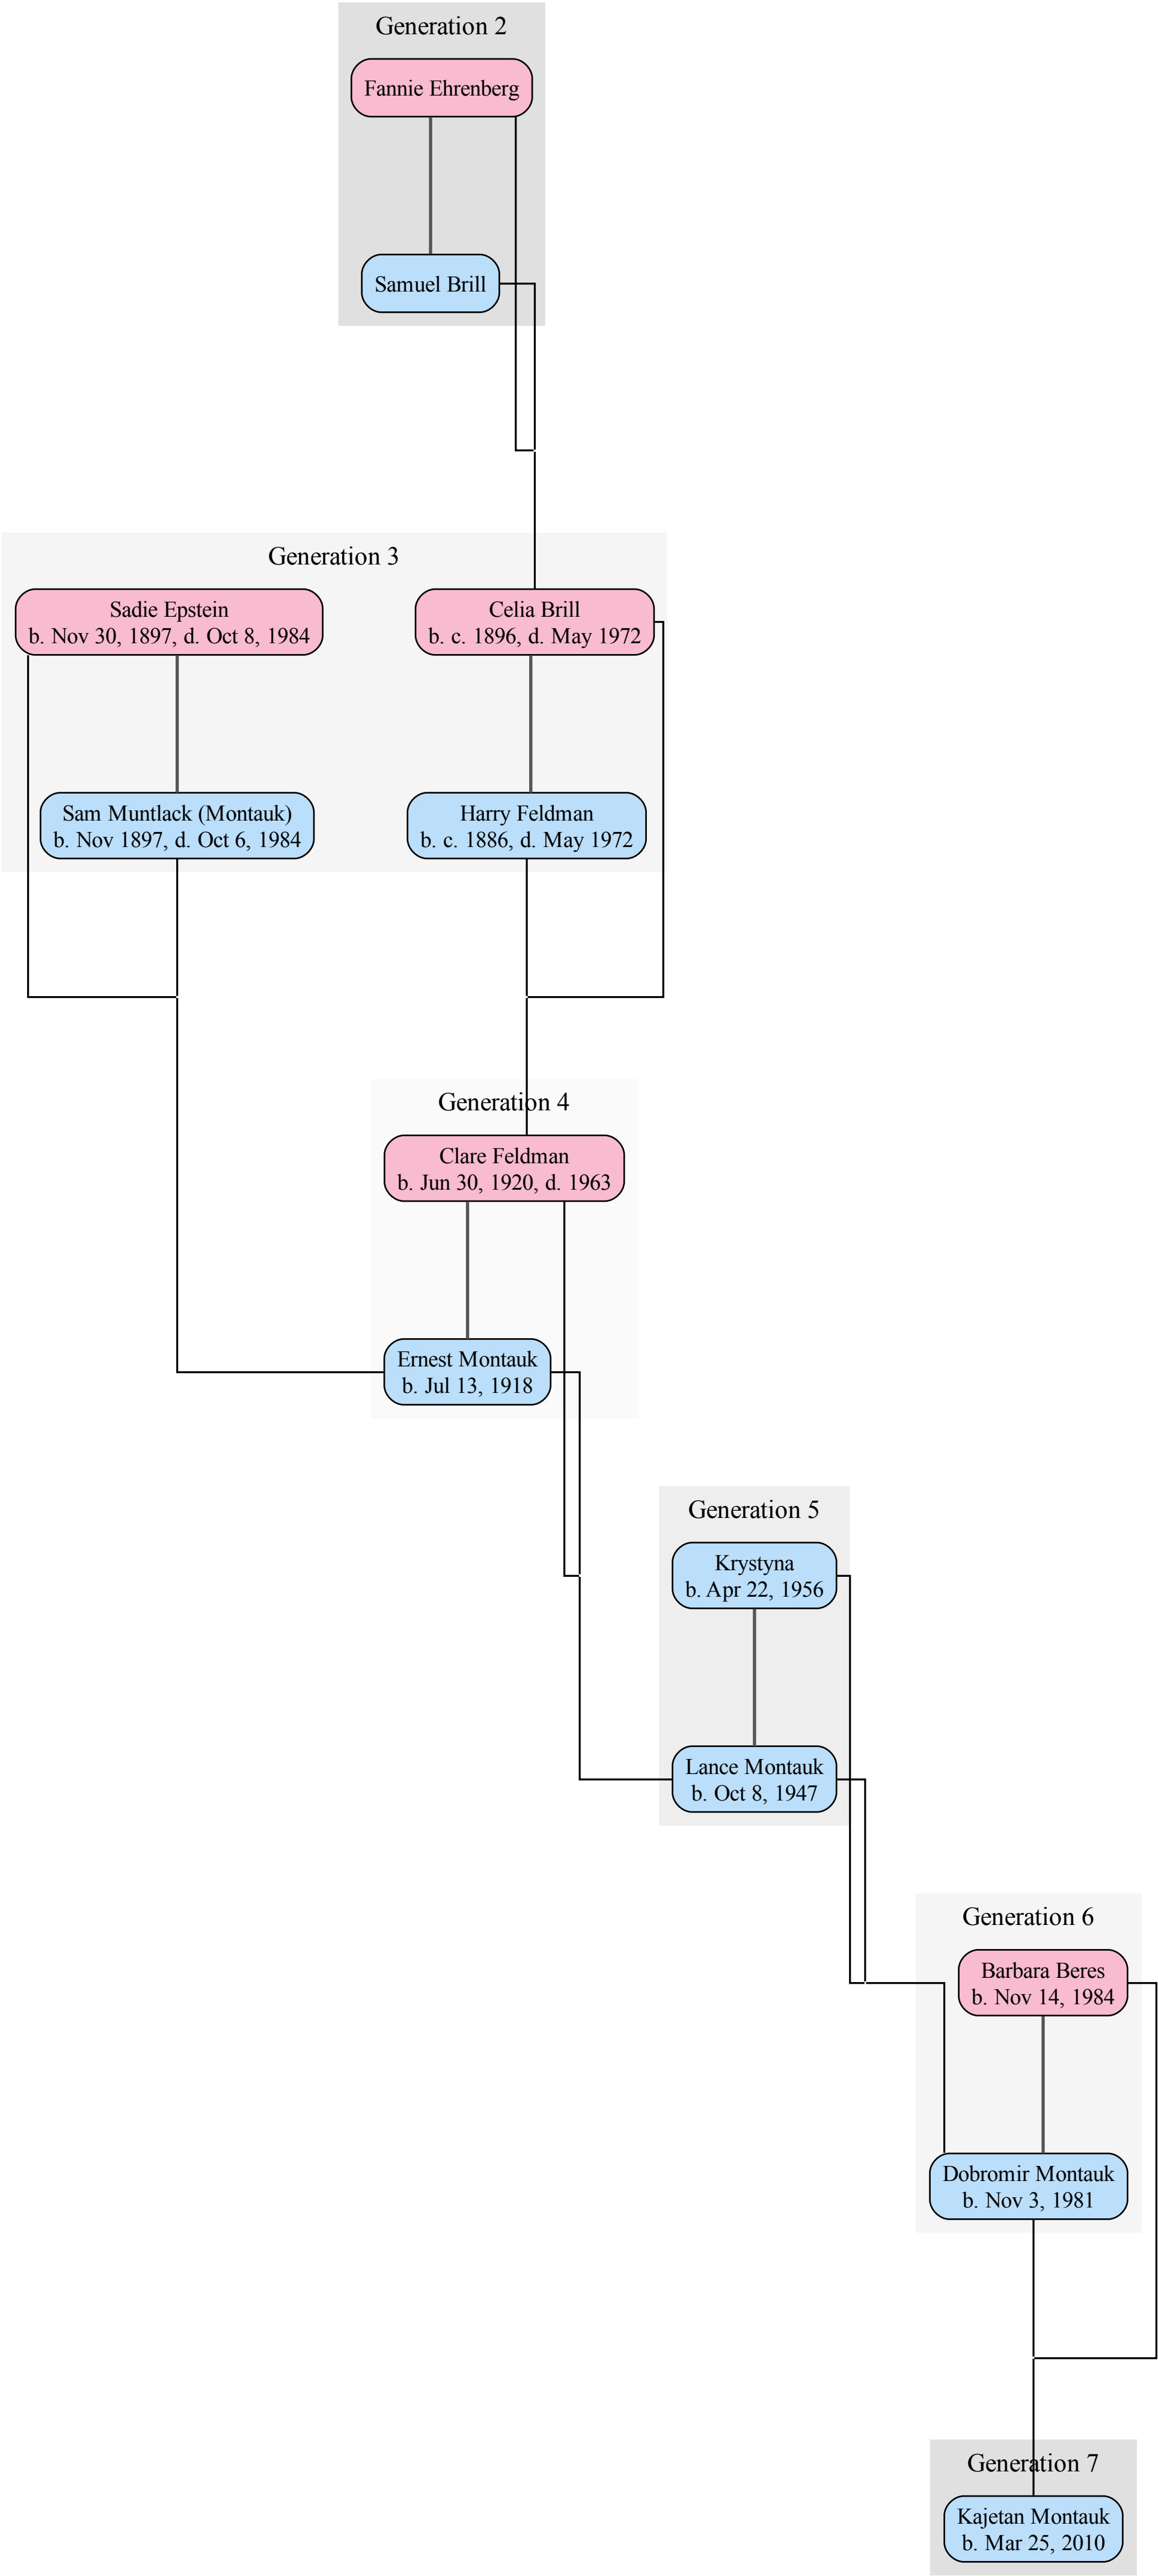 Generation 2
Fannie Ehrenberg
Samuel Brill
Generation 3
Sadie Epstein
b. Nov 30, 1897, d. Oct 8, 1984
Celia Brill
b. c. 1896, d. May 1972
Sam Muntlack (Montauk)
b. Nov 1897, d. Oct 6, 1984
Harry Feldman
b. c. 1886, d. May 1972
Generation 4
Clare Feldman
b. Jun 30, 1920, d. 1963
Ernest Montauk
b. Jul 13, 1918
Generation 5
Krystyna
b. Apr 22, 1956
Lance Montauk
b. Oct 8, 1947
Generation 6
Barbara Beres
b. Nov 14, 1984
Dobromir Montauk
b. Nov 3, 1981
Generation 7
Kajetan Montauk
b. Mar 25, 2010